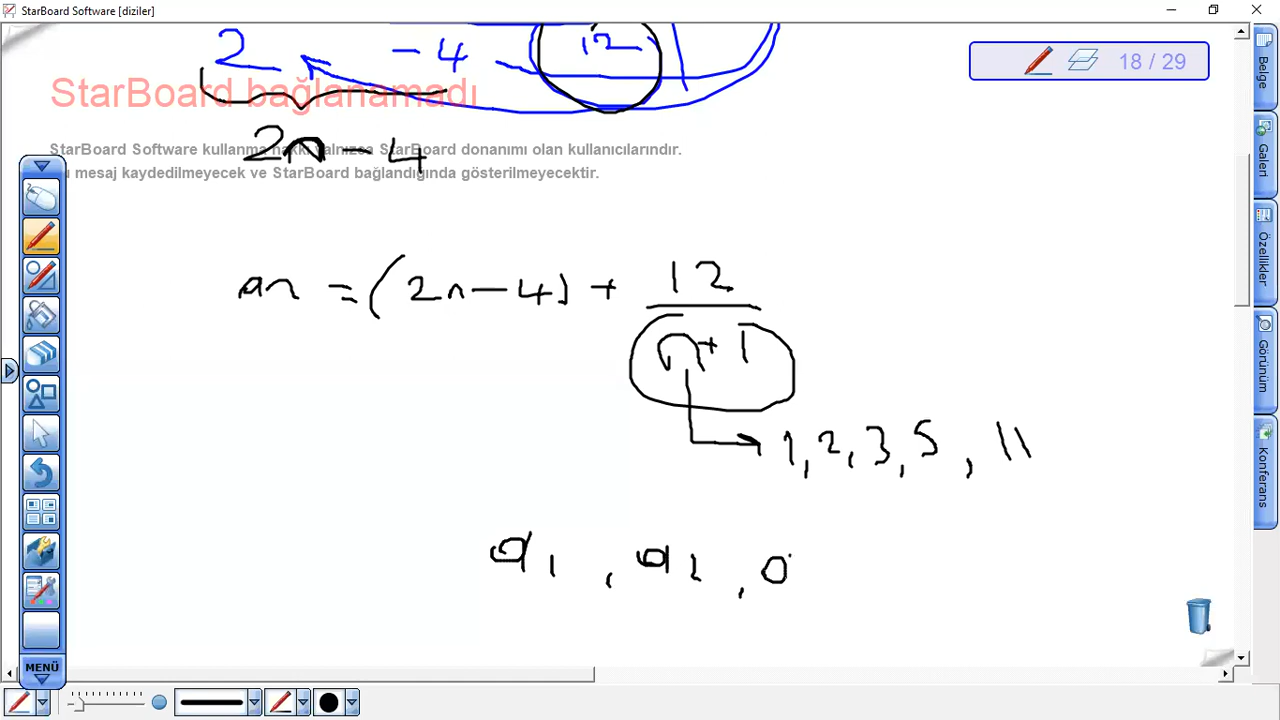 StarBoard Software [diziler]
2 -4 12
18 / 29
StarBoard bağlanamadı
2n-4
StarBoard Software kullanma hakkı yalnızca StarBoard donanımı olan kullanıcılarındır.
mesaj kaydedilmeyecek ve StarBoard bağlandığında gösterilmeyecektir.
an = (2n-4) + 12
n+1
1, 2, 3, 5, 11
a1, a2, a
MENÜ
Belge
Galeri
Özellikler
Görünüm
Konferans